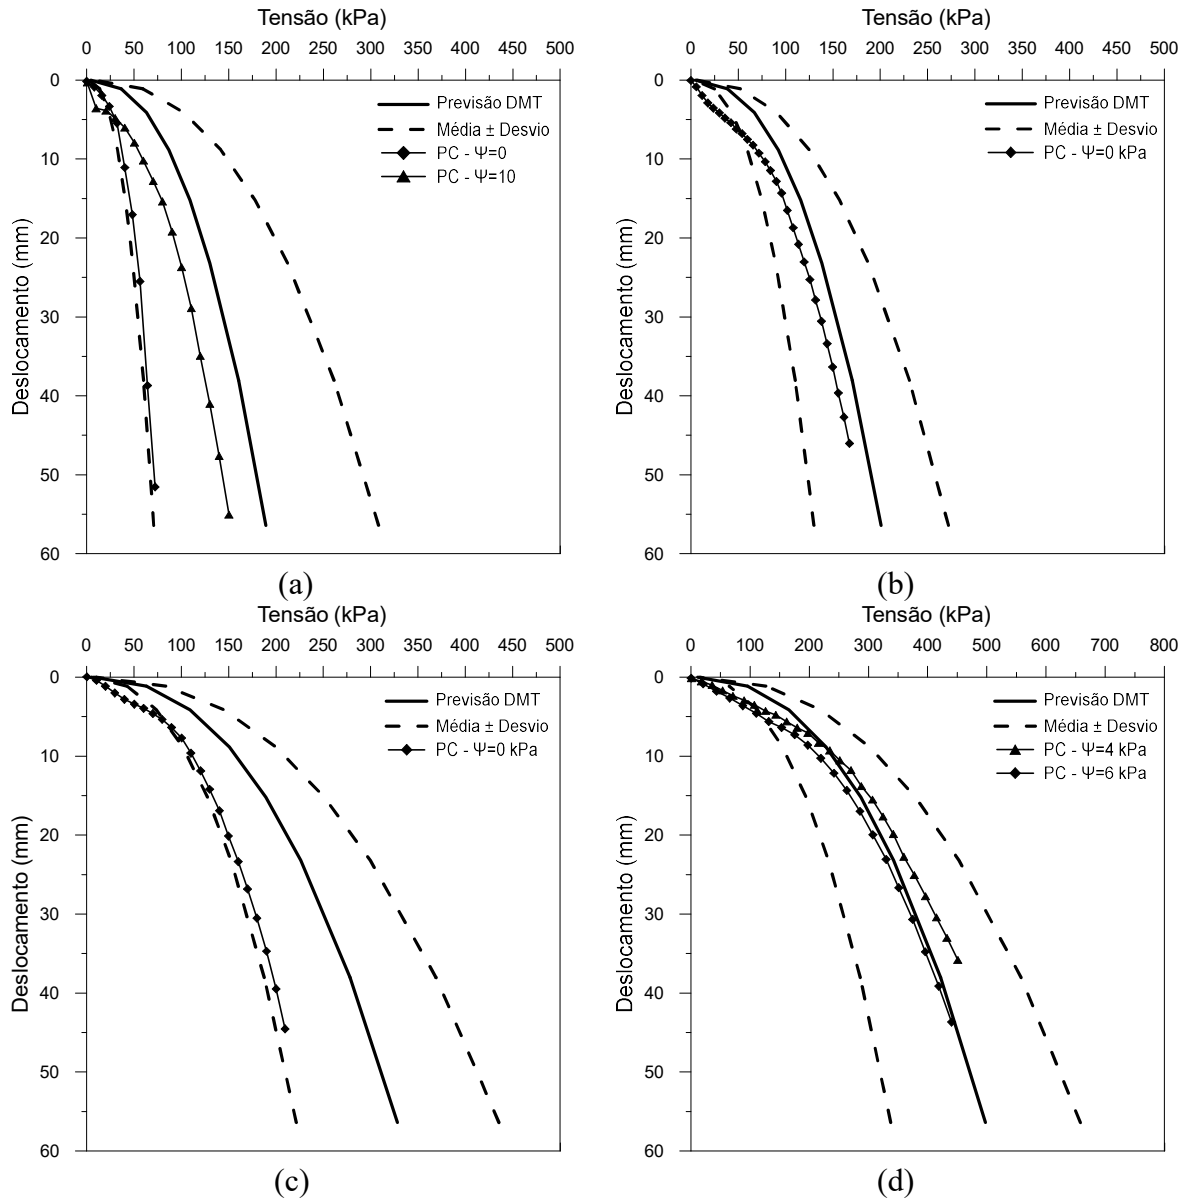 Tensão (kPa)
0 50 100 150 200 250 300 350 400 450 500
0
10
20
30
40
50
60
Deslocamento (mm)
Previsão DMT
Média ± Desvio
PC - Ψ=0
PC - Ψ=10
(a)
Tensão (kPa)
0 50 100 150 200 250 300 350 400 450 500
0
10
20
30
40
50
60
Deslocamento (mm)
Previsão DMT
Média ± Desvio
PC - Ψ=0 kPa
(b)
Tensão (kPa)
0 50 100 150 200 250 300 350 400 450 500
0
10
20
30
40
50
60
Deslocamento (mm)
Previsão DMT
Média ± Desvio
PC - Ψ=0 kPa
(c)
Tensão (kPa)
0 100 200 300 400 500 600 700 800
0
10
20
30
40
50
60
Deslocamento (mm)
Previsão DMT
Média ± Desvio
PC - Ψ=4 kPa
PC - Ψ=6 kPa
(d)